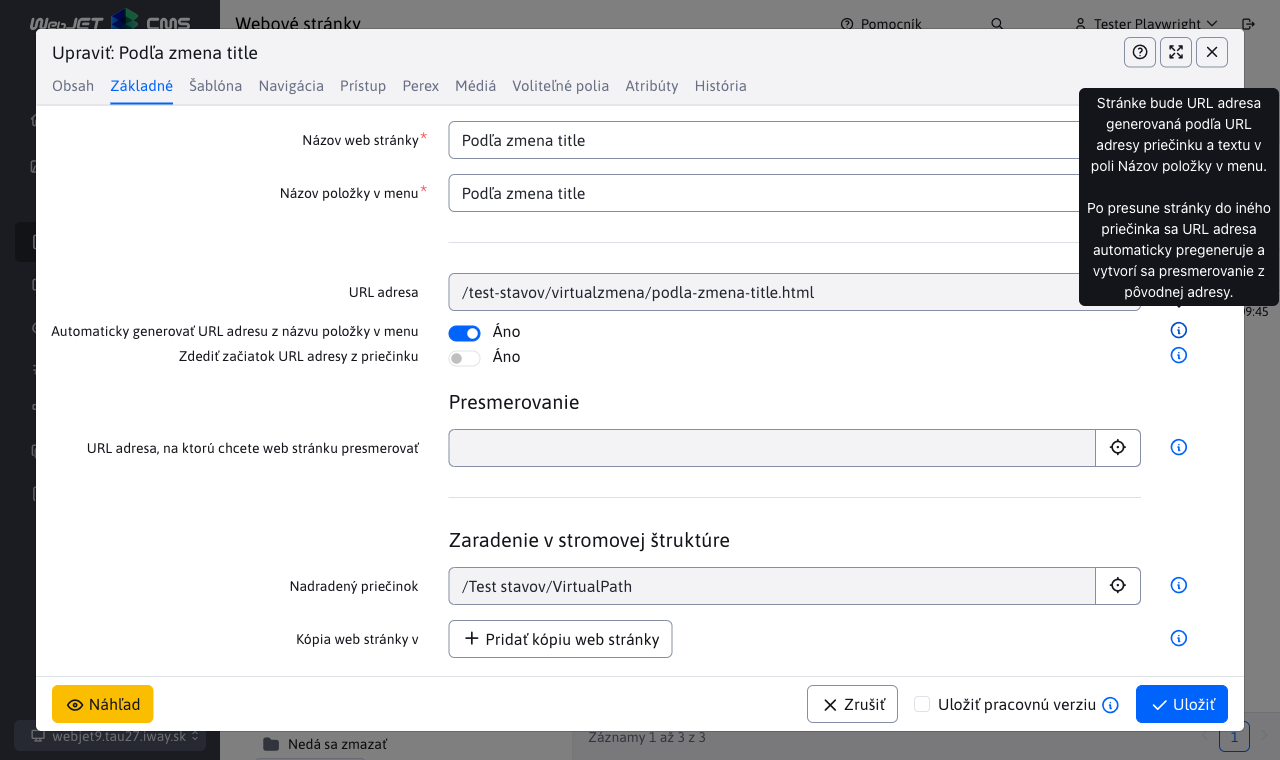 WebJET CMS
Webové stránky
Pomocník
Tester Playwright
Upraviť: Podľa zmena title
Obsah Základné Šablóna Navigácia Prístup Perex Médiá Voliteľné polia Atribúty História
Stránke bude URL adresa
generovaná podľa URL
adresy priečinku a textu v
poli Názov položky v menu.
Po presune stránky do iného
priečinka sa URL adresa
automaticky pregeneruje a
vytvorí sa presmerovanie z
pôvodnej adresy.
Názov web stránky* Podľa zmena title
Názov položky v menu* Podľa zmena title
URL adresa /test-stavov/virtualzmena/podla-zmena-title.html
9:45
Automaticky generovať URL adresu z názvu položky v menu Áno
Zdediť začiatok URL adresy z priečinku Áno
Presmerovanie
URL adresa, na ktorú chcete web stránku presmerovať
Zaradenie v stromovej štruktúre
Nadradený priečinok /Test stavov/VirtualPath
Kópia web stránky v Pridať kópiu web stránky
Náhľad Zrušiť Uložiť pracovnú verziu Uložiť
webjet9.tau27.iway.sk
Nedá sa zmazať
Záznamy 1 až 3 z 3
1